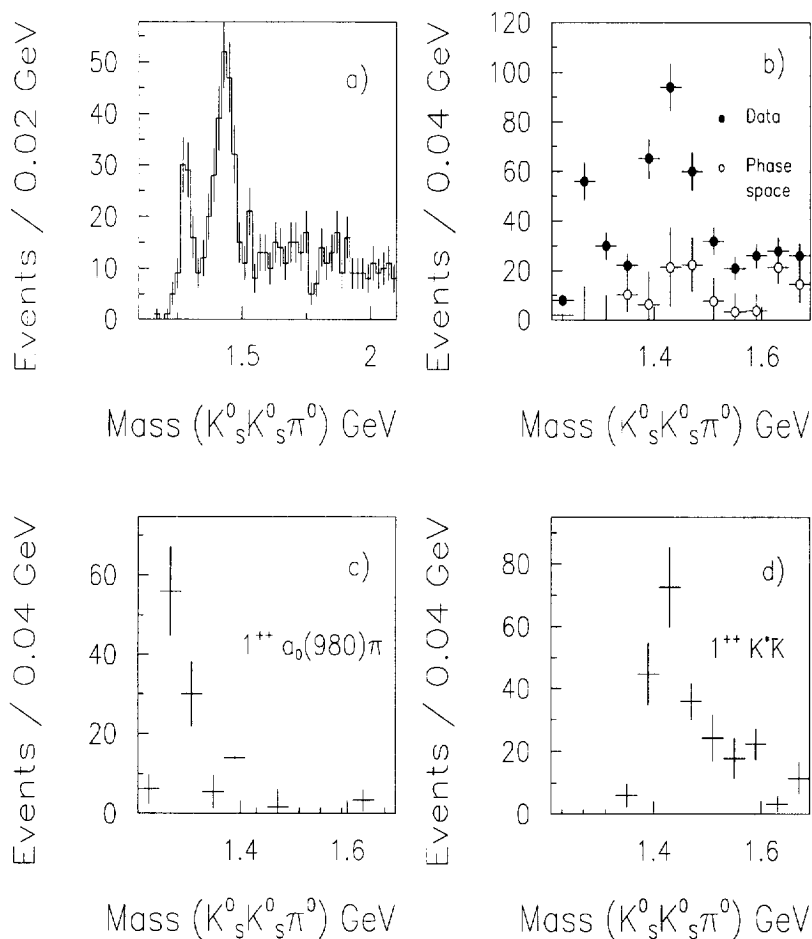 a)
Events / 0.02 GeV
50
40
30
20
10
0
1.5
2
Mass (K⁰ₛK⁰ₛπ⁰) GeV
b)
Events / 0.04 GeV
120
100
80
60
40
20
0
Data
Phase
space
1.4
1.6
Mass (K⁰ₛK⁰ₛπ⁰) GeV
c)
Events / 0.04 GeV
60
40
20
0
1⁺⁺ a₀(980)π
1.4
1.6
Mass (K⁰ₛK⁰ₛπ⁰) GeV
d)
Events / 0.04 GeV
80
60
40
20
0
1⁺⁺ K*K
1.4
1.6
Mass (K⁰ₛK⁰ₛπ⁰) GeV